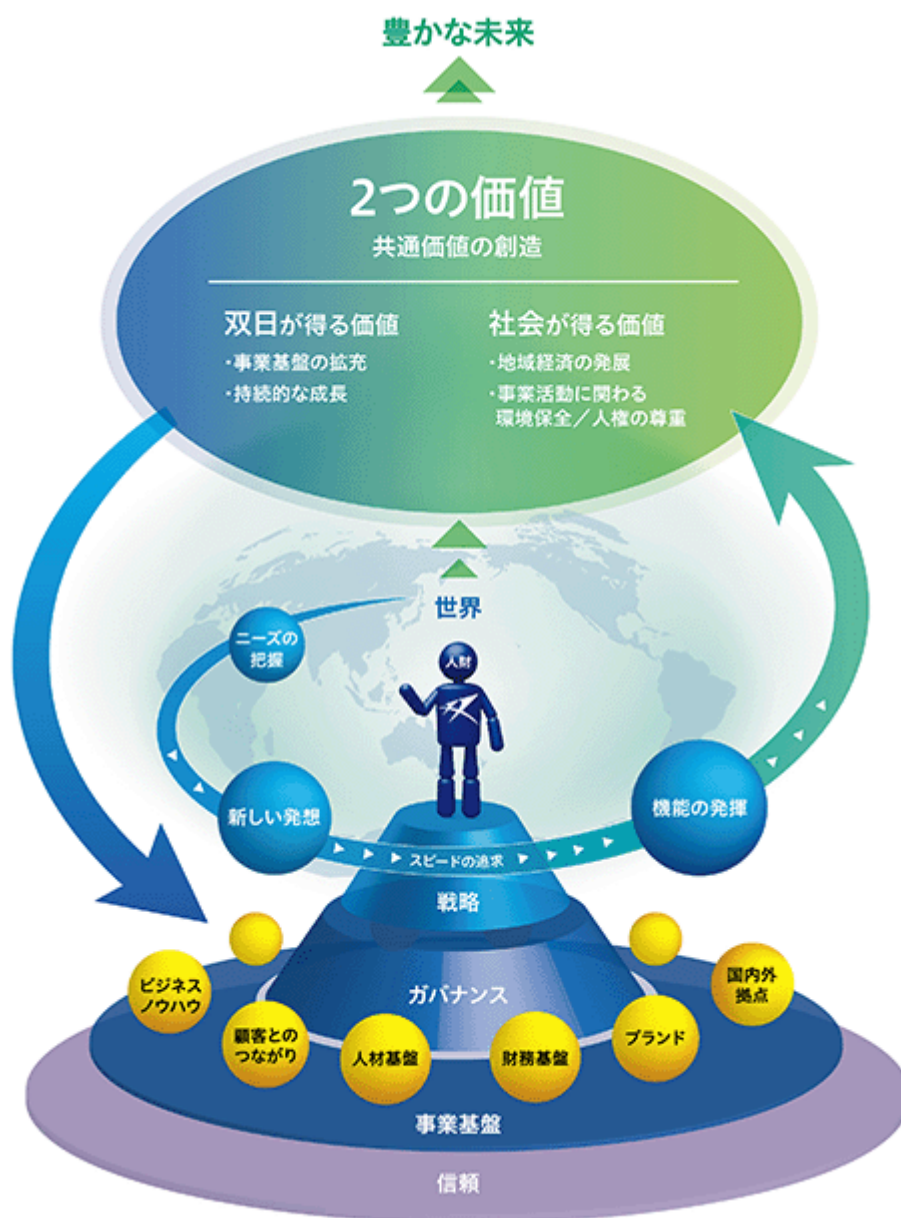 豊かな未来
2つの価値
共通価値の創造
双日が得る価値
・事業基盤の拡充
・持続的な成長
社会が得る価値
・地域経済の発展
・事業活動に関わる
環境保全／人権の尊重
世界
ニーズの
把握
人財
新しい発想
機能の発揮
スピードの追求
戦略
ガバナンス
ビジネス
ノウハウ
顧客との
つながり
人材基盤
財務基盤
ブランド
国内外
拠点
事業基盤
信頼